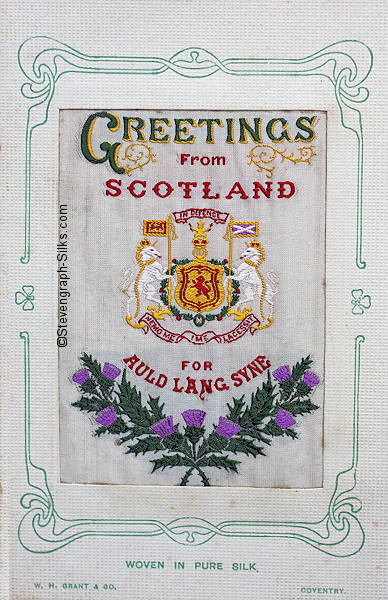 GREETINGS
From
SCOTLAND
IN DEFENCE
NEMO ME IME LACESSIT
FOR
AULD LANG SYNE
WOVEN IN PURE SILK,
W. H. GRANT & CO.
COVENTRY.
©Stevengraph-Silks.com